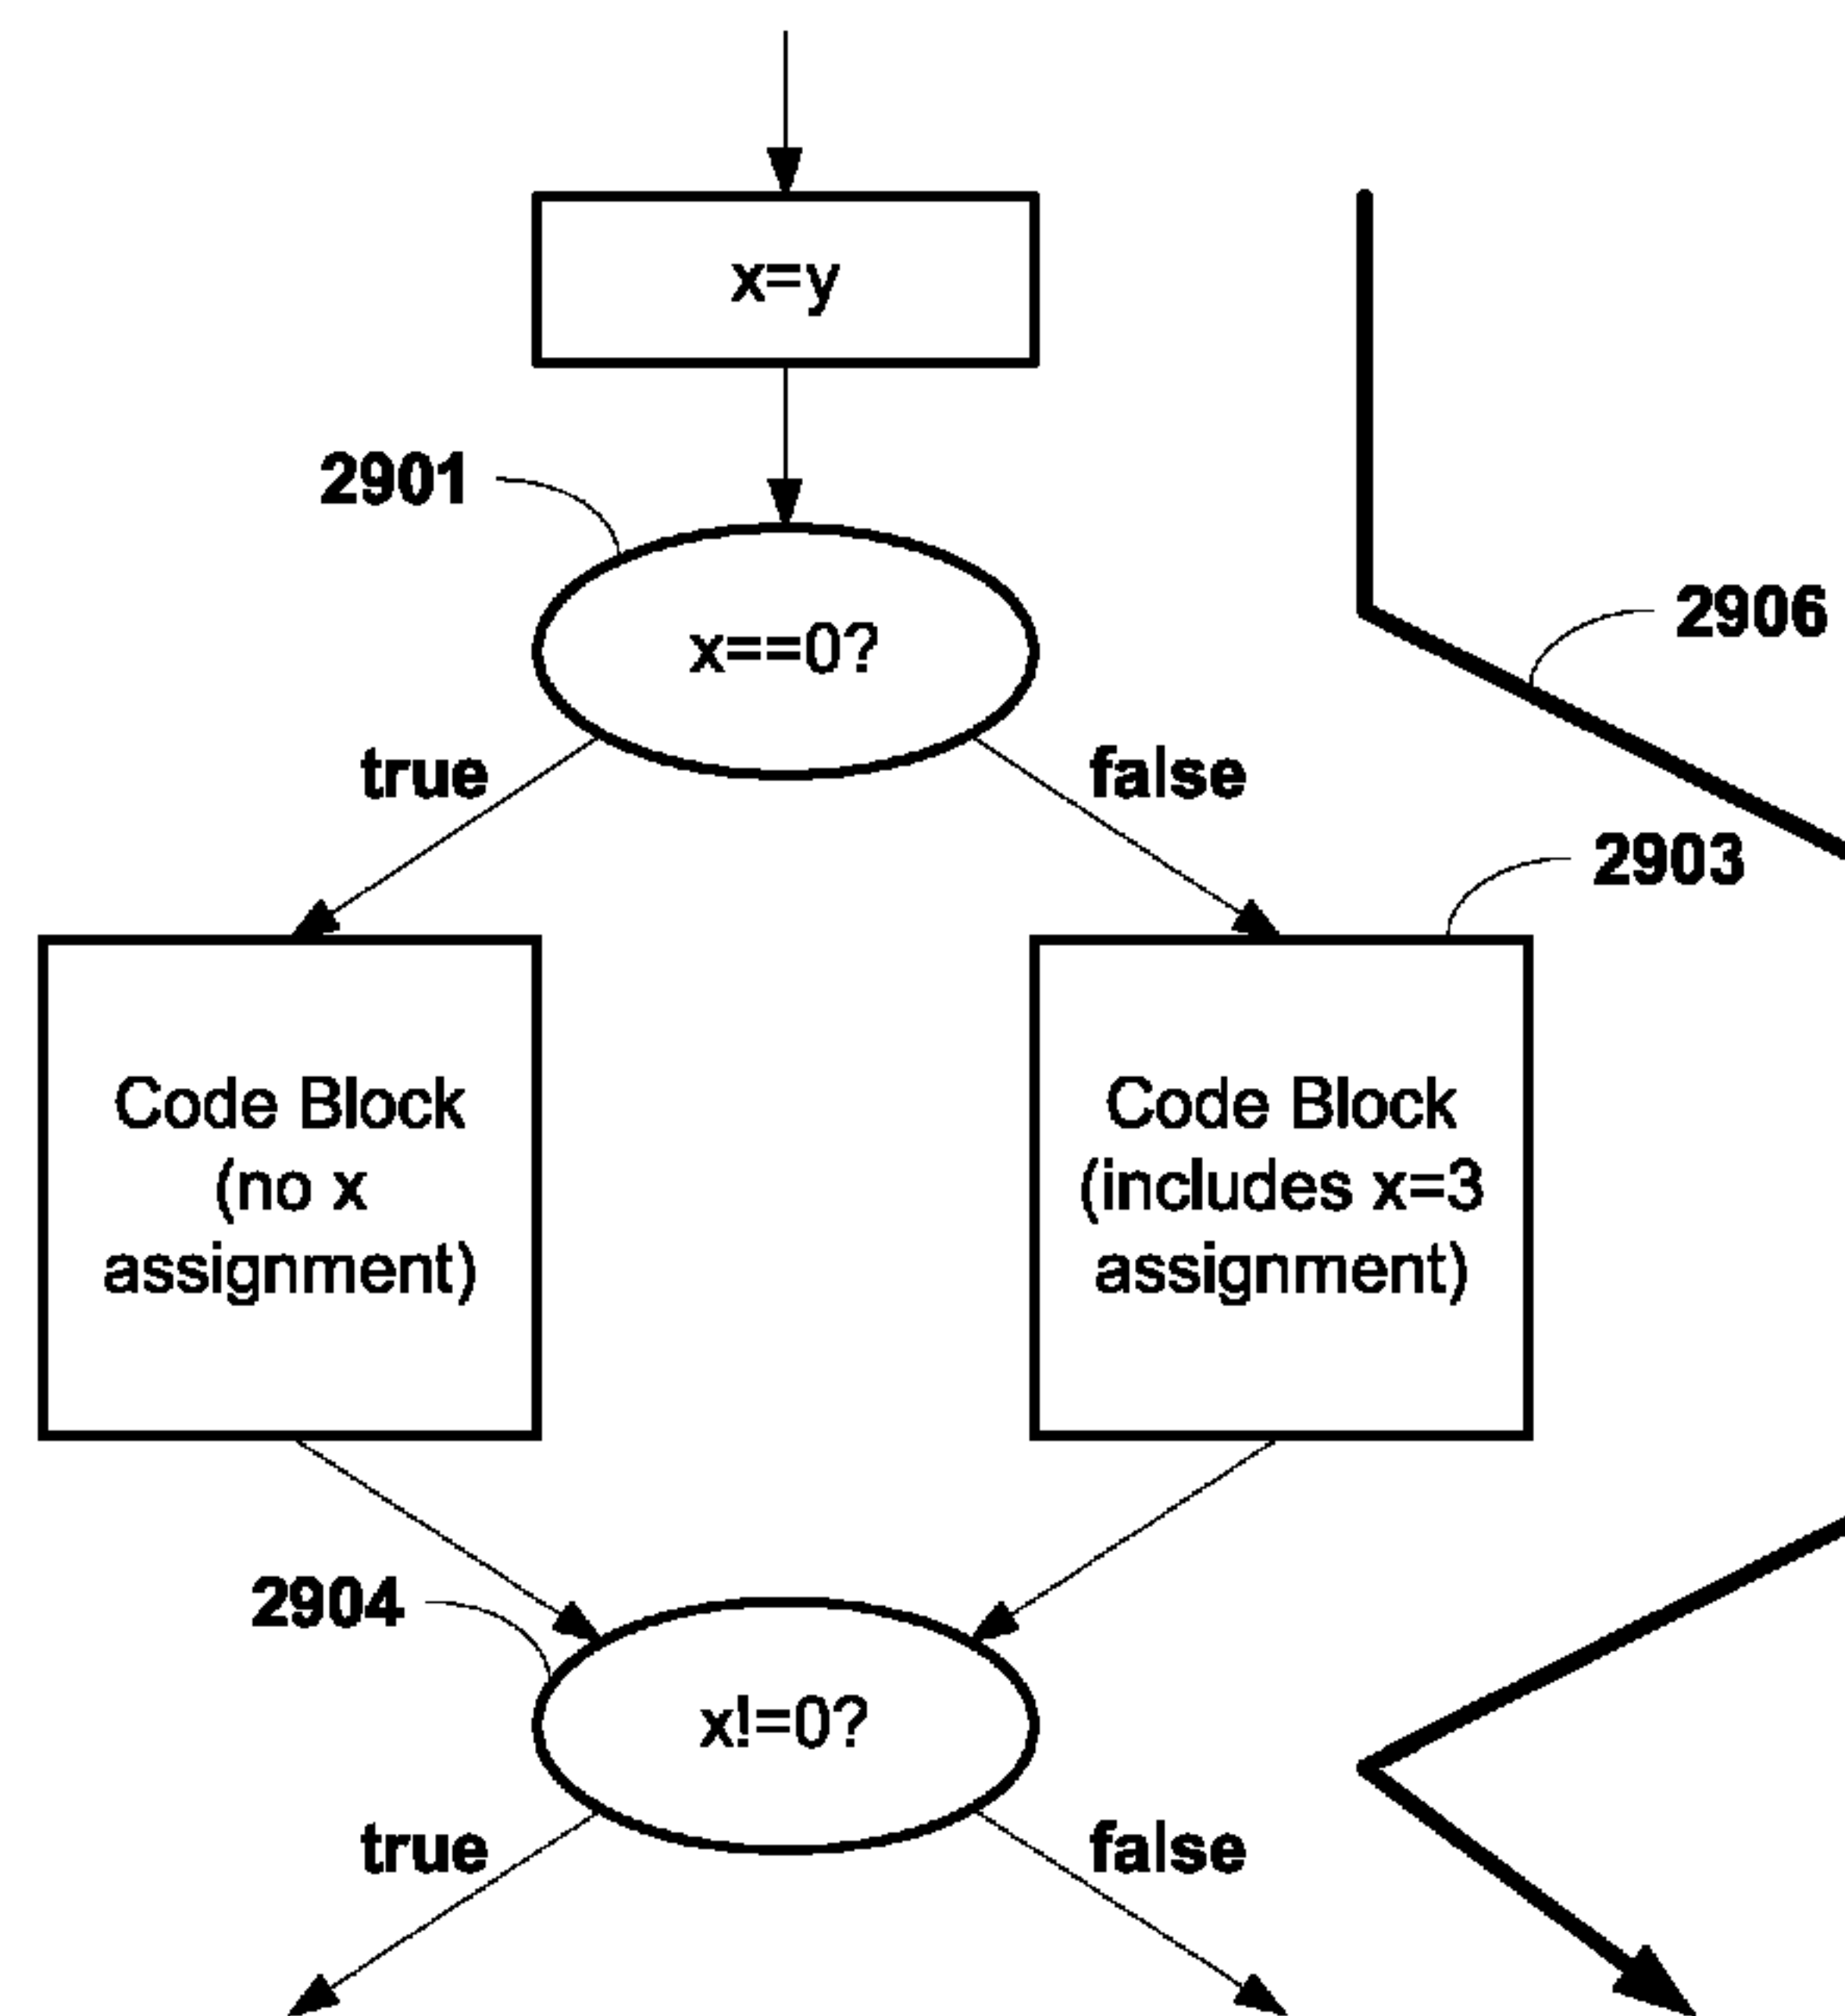 x=y
2901
x==0?
2906
true
false
2903
Code Block
(no x
assignment)
Code Block
(includes x=3
assignment)
2904
x!=0?
true
false